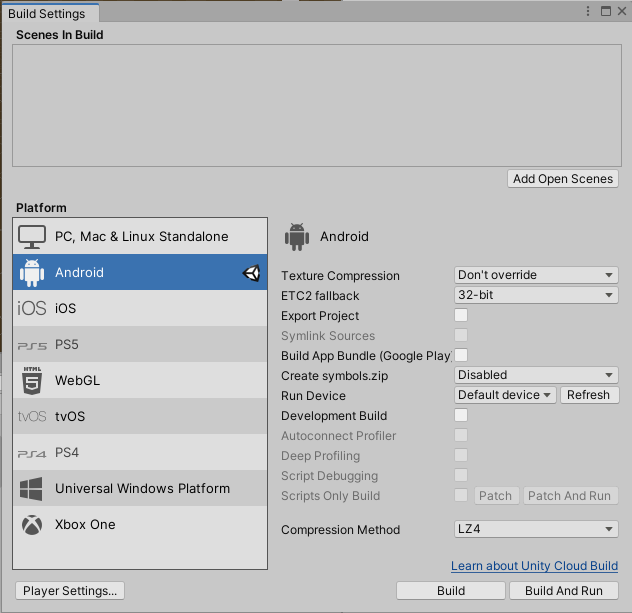 Build Settings
Scenes In Build
Add Open Scenes
Platform
PC, Mac & Linux Standalone
Android
iOS iOS
PS5 PS5
HTML 5 WebGL
tvOS tvOS
PS4 PS4
Universal Windows Platform
Xbox One
Android
Texture Compression Don't override
ETC2 fallback 32-bit
Export Project
Symlink Sources
Build App Bundle (Google Play)
Create symbols.zip Disabled
Run Device Default device Refresh
Development Build
Autoconnect Profiler
Deep Profiling
Script Debugging
Scripts Only Build Patch Patch And Run
Compression Method LZ4
Learn about Unity Cloud Build
Player Settings... Build Build And Run